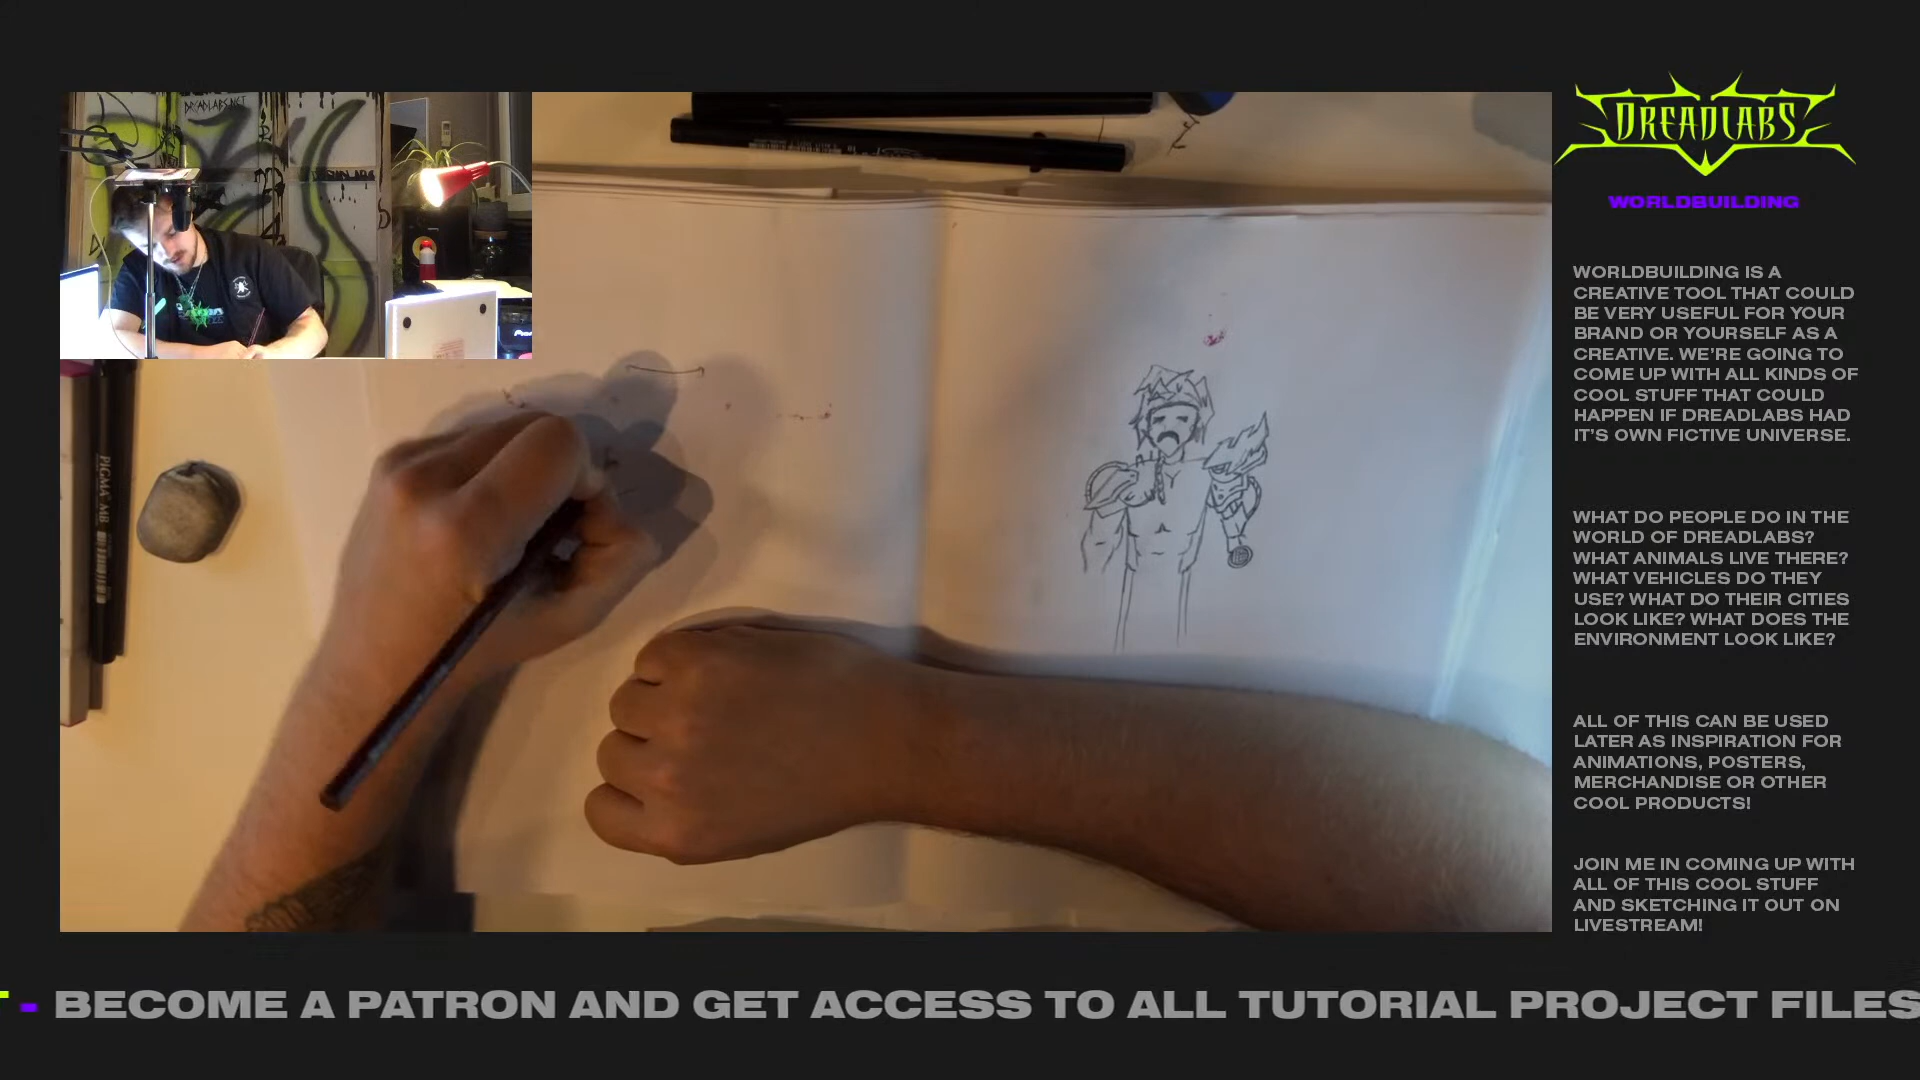 DREADLABS.NET
PIGMA MB
DREADLABS
WORLDBUILDING
WORLDBUILDING IS A
CREATIVE TOOL THAT COULD
BE VERY USEFUL FOR YOUR
BRAND OR YOURSELF AS A
CREATIVE. WE'RE GOING TO
COME UP WITH ALL KINDS OF
COOL STUFF THAT COULD
HAPPEN IF DREADLABS HAD
IT'S OWN FICTIVE UNIVERSE.
WHAT DO PEOPLE DO IN THE
WORLD OF DREADLABS?
WHAT ANIMALS LIVE THERE?
WHAT VEHICLES DO THEY
USE? WHAT DO THEIR CITIES
LOOK LIKE? WHAT DOES THE
ENVIRONMENT LOOK LIKE?
ALL OF THIS CAN BE USED
LATER AS INSPIRATION FOR
ANIMATIONS, POSTERS,
MERCHANDISE OR OTHER
COOL PRODUCTS!
JOIN ME IN COMING UP WITH
ALL OF THIS COOL STUFF
AND SKETCHING IT OUT ON
LIVESTREAM!
- BECOME A PATRON AND GET ACCESS TO ALL TUTORIAL PROJECT FILES